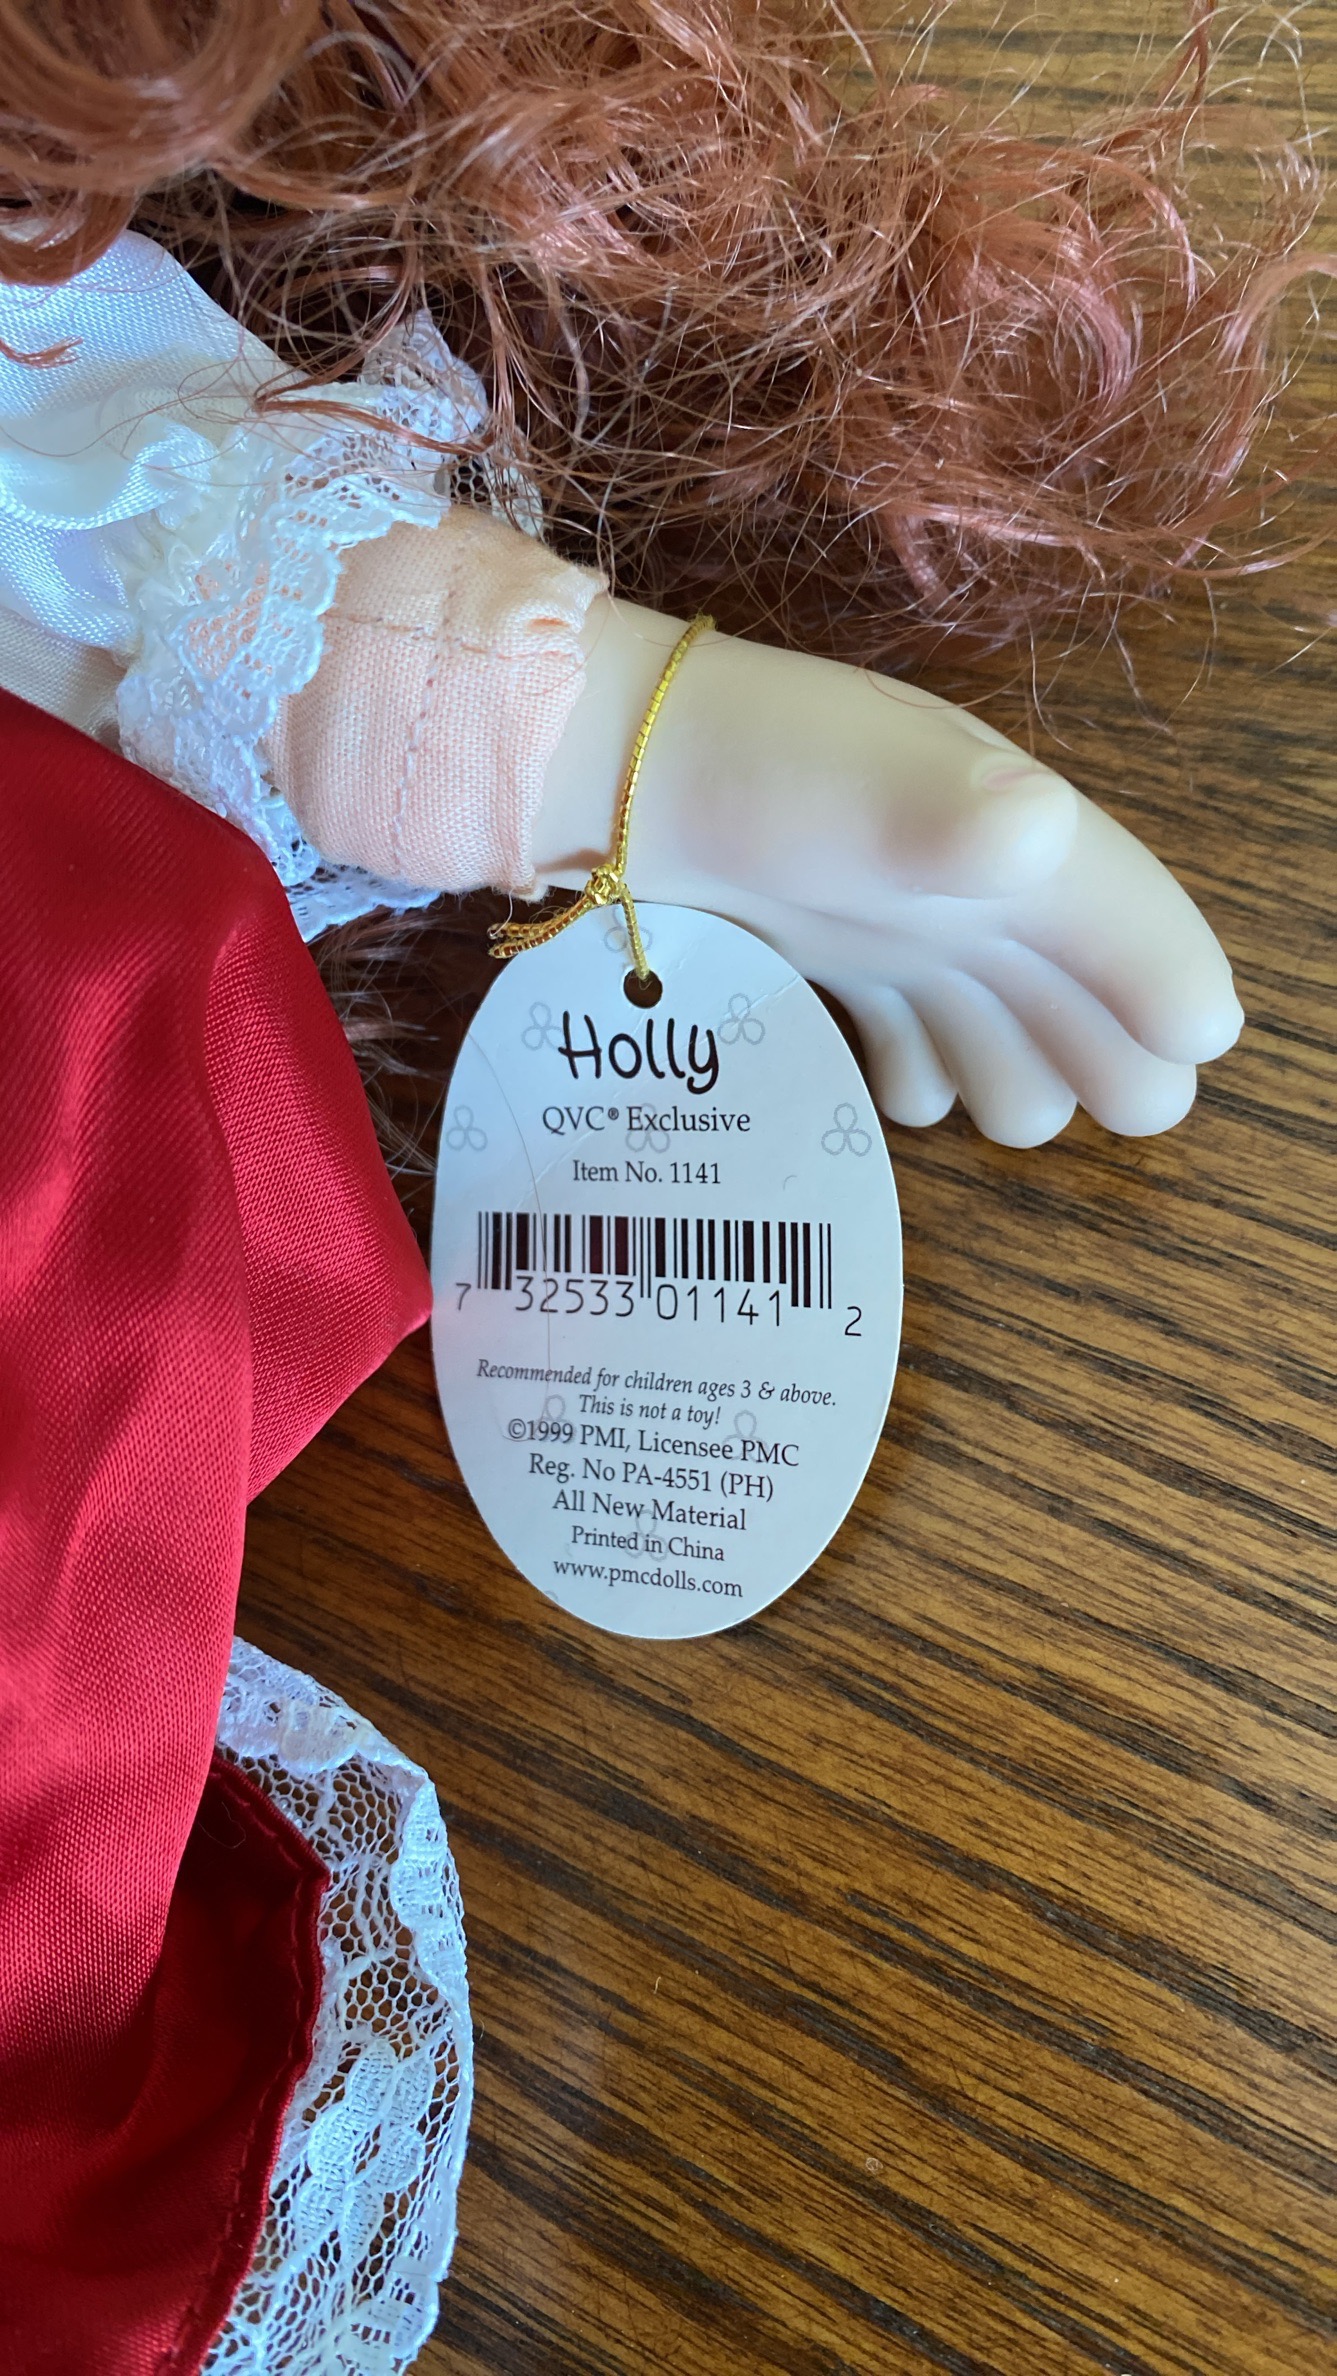 Holly
QVC® Exclusive
Item No. 1141
7 32533 01141 2
Recommended for children ages 3 & above.
This is not a toy!
©1999 PMI, Licensee PMC
Reg. No PA-4551 (PH)
All New Material
Printed in China
www.pmcdolls.com